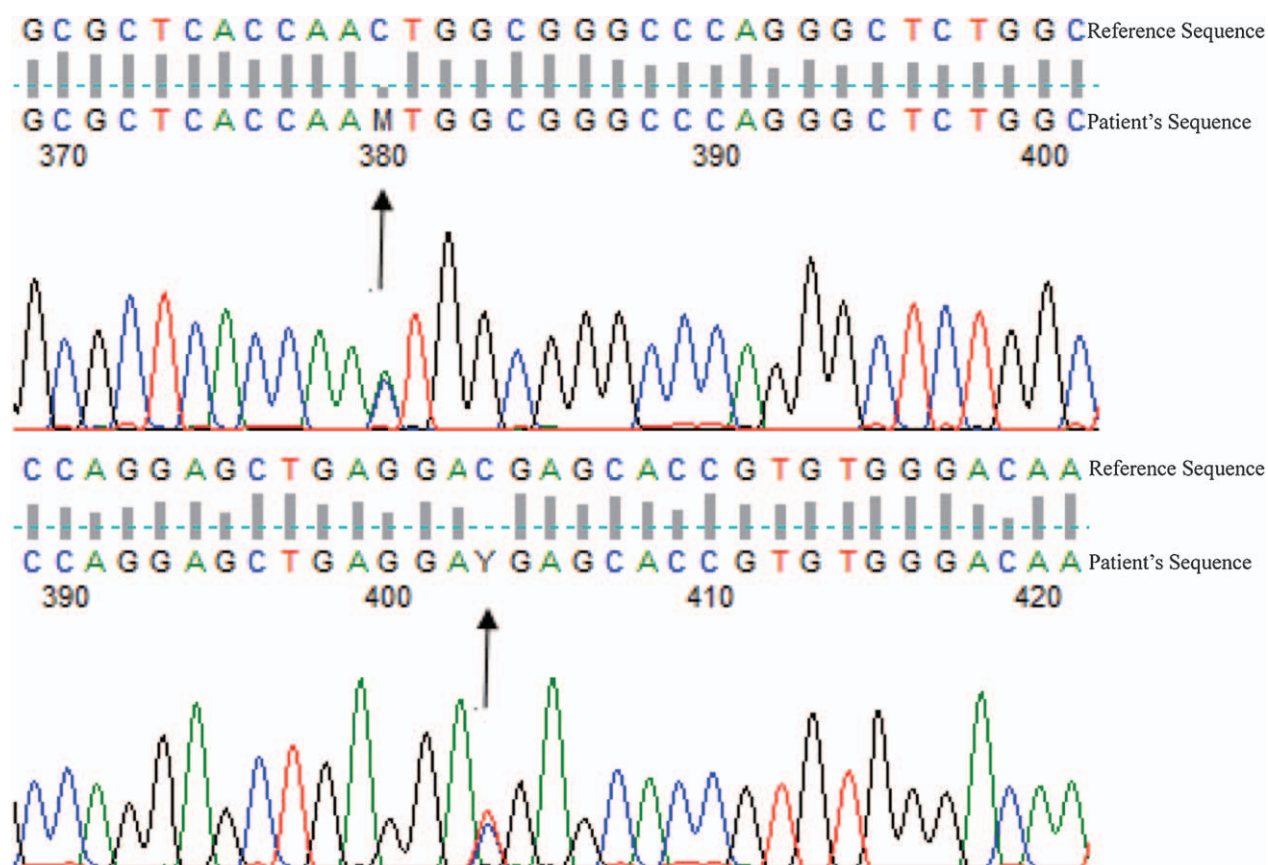 GCGCTCACCAACTGGCGGGCCCAGGGCTCTGGC Reference Sequence
GCGCTCACCAAMTGGCGGGCCCAGGGCTCTGGC Patient's Sequence
370 380 390 400
CCAGGAGCTGAGGACGAGCACCGTGTGGGACAA Reference Sequence
CCAGGAGCTGAGGAYGAGCACCGTGTGGGACAA Patient's Sequence
390 400 410 420